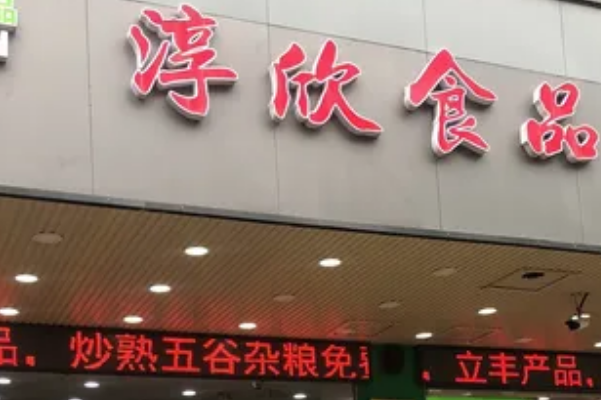 淳欣食品
品。炒熟五谷杂粮免
立丰产品、